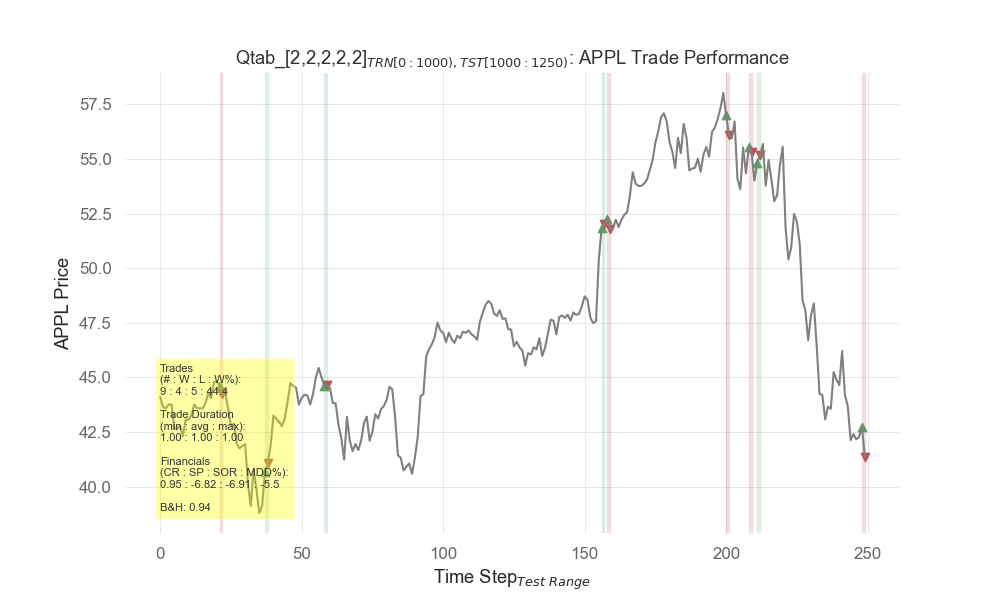 Qtab_[2,2,2,2,2]TRN[0 : 1000), TST[1000 : 1250): APPL Trade Performance
57.5
55.0
52.5
50.0
47.5
45.0
42.5
40.0
APPL Price
Trades
(# : W : L : W%):
9 : 4 : 5 : 44.4
Trade Duration
(min : avg : max):
1.00 : 1.00 : 1.00
Financials
(CR : SP : SOR : MDD%):
0.95 : -6.82 : -6.91 : -5.5
B&H: 0.94
0 50 100 150 200 250
Time StepTest Range